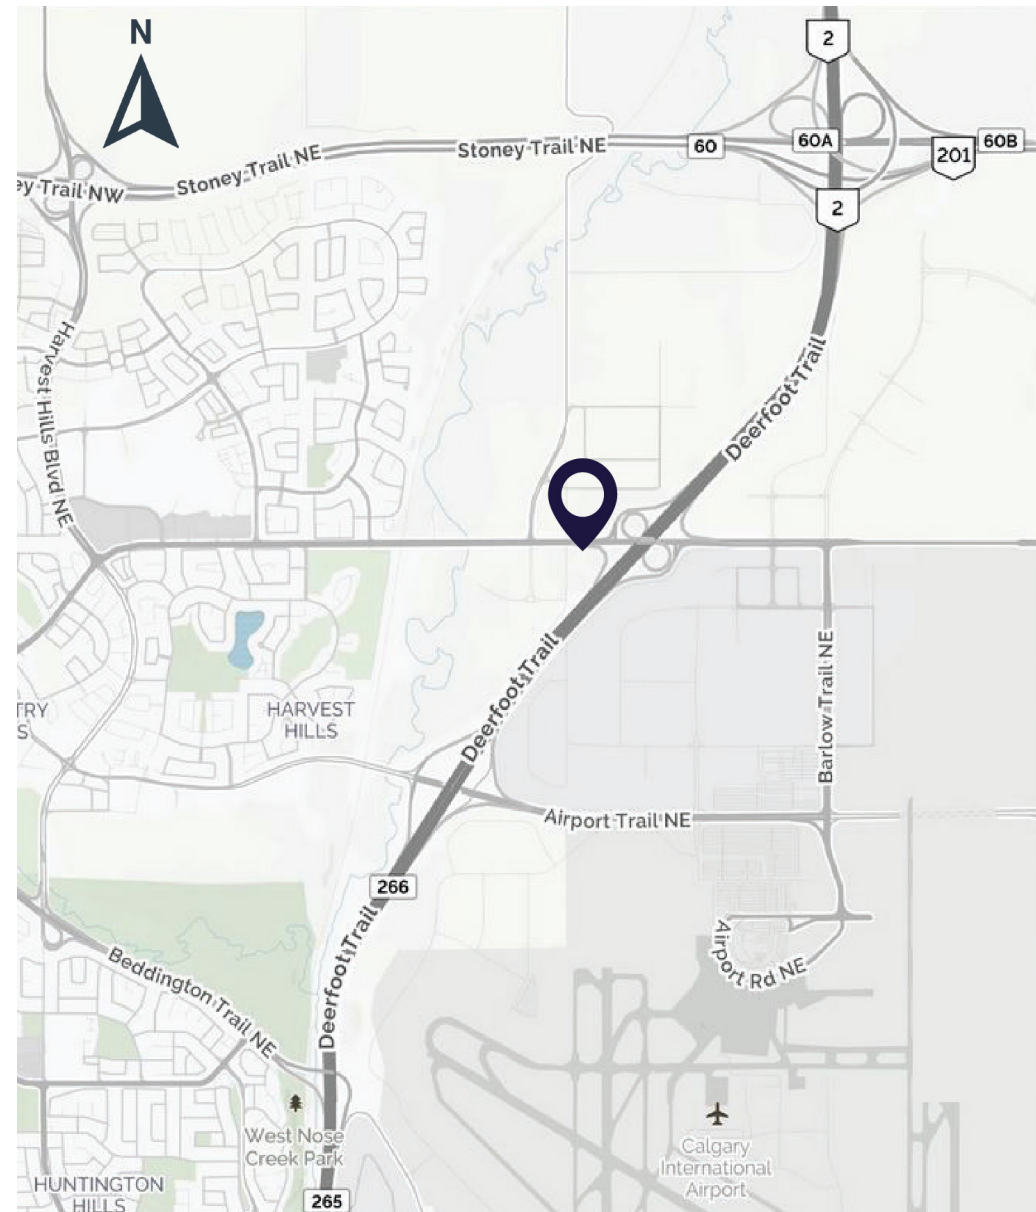 N
2
Stoney Trail NE
60
60A
60B
201
ey Trail NW
Stoney Trail NE
2
Harvest Hills Blvd NE
Deerfoot Trail
Deerfoot Trail
TRY
S
HARVEST
HILLS
Barlow Trail NE
Airport Trail NE
266
Deerfoot Trail
Airport Rd NE
Beddington Trail NE
West Nose
Creek Park
Calgary
International
Airport
HUNTINGTON
HILLS
265